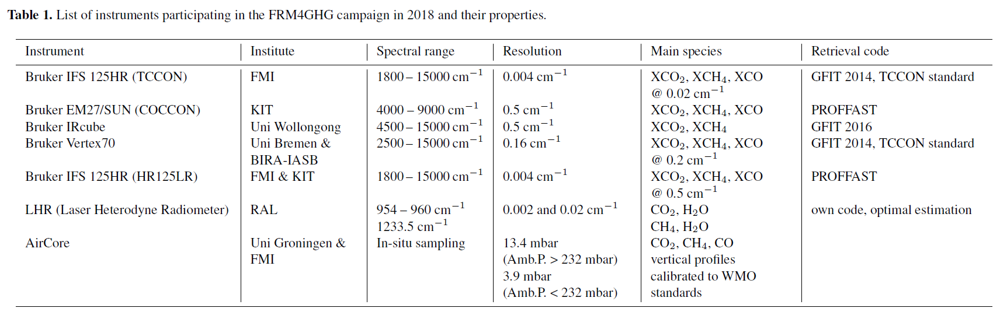 Table 1. List of instruments participating in the FRM4GHG campaign in 2018 and their properties.
Instrument Institute Spectral range Resolution Main species Retrieval code
Bruker IFS 125HR (TCCON) FMI 1800 – 15000 cm⁻¹ 0.004 cm⁻¹ XCO₂, XCH₄, XCO GFIT 2014, TCCON standard
@ 0.02 cm⁻¹
Bruker EM27/SUN (COCCON) KIT 4000 – 9000 cm⁻¹ 0.5 cm⁻¹ XCO₂, XCH₄, XCO PROFFAST
Bruker IRcube Uni Wollongong 4500 – 15000 cm⁻¹ 0.5 cm⁻¹ XCO₂, XCH₄ GFIT 2016
Bruker Vertex70 Uni Bremen & 2500 – 15000 cm⁻¹ 0.16 cm⁻¹ XCO₂, XCH₄, XCO GFIT 2014, TCCON standard
BIRA-IASB @ 0.2 cm⁻¹
Bruker IFS 125HR (HR125LR) FMI & KIT 1800 – 15000 cm⁻¹ 0.004 cm⁻¹ XCO₂, XCH₄, XCO PROFFAST
@ 0.5 cm⁻¹
LHR (Laser Heterodyne Radiometer) RAL 954 – 960 cm⁻¹ 0.002 and 0.02 cm⁻¹ CO₂, H₂O own code, optimal estimation
1233.5 cm⁻¹ CH₄, H₂O
AirCore Uni Groningen & In-situ sampling 13.4 mbar CO₂, CH₄, CO
FMI (Amb.P. > 232 mbar) vertical profiles
3.9 mbar calibrated to WMO
(Amb.P. < 232 mbar) standards